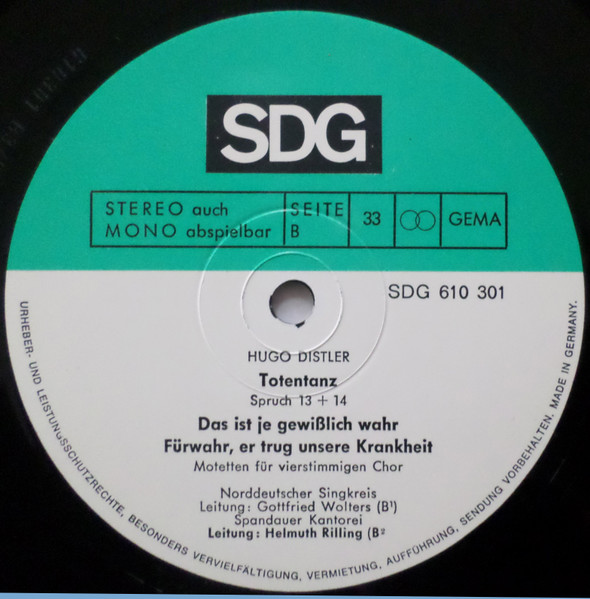 SDG
STEREO auch
MONO abspielbar
SEITE
B
33
GEMA
SDG 610 301
HUGO DISTLER
Totentanz
Spruch 13 + 14
Das ist je gewißlich wahr
Fürwahr, er trug unsere Krankheit
Motetten für vierstimmigen Chor
Norddeutscher Singkreis
Leitung: Gottfried Wolters (B¹)
Spandauer Kantorei
Leitung: Helmuth Rilling (B²
URHEBER- UND LEISTUNGSSCHUTZRECHTE, BESONDERS VERVIELFÄLTIGUNG, VERMIETUNG, AUFFÜHRUNG, SENDUNG VORBEHALTEN. MADE IN GERMANY.